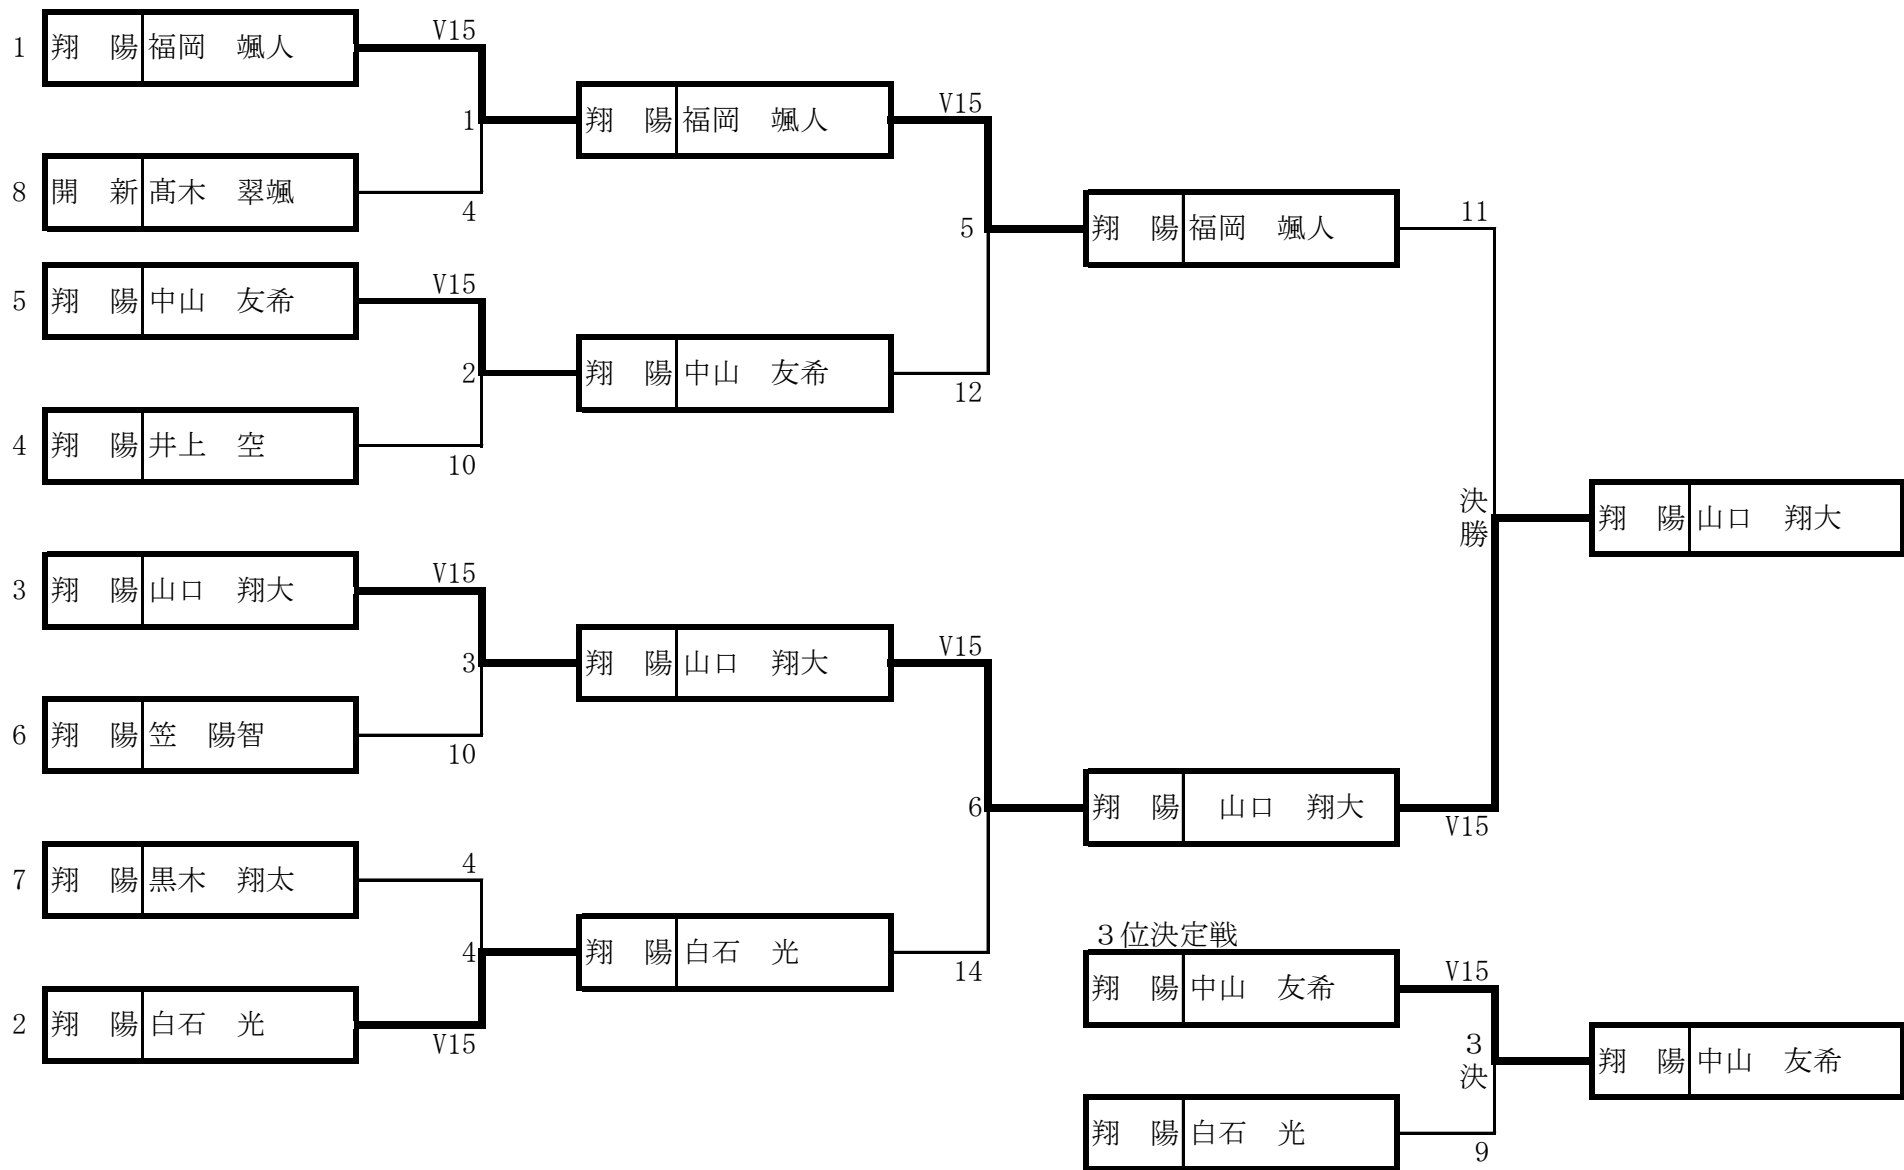 V15
1 翔　陽 福岡　颯人
V15
1 翔　陽 福岡　颯人
8 開　新 髙木　翠颯
4
5 翔　陽 福岡　颯人
11
V15
5 翔　陽 中山　友希
2 翔　陽 中山　友希
12
4 翔　陽 井上　空
10
決勝
翔　陽 山口　翔大
V15
3 翔　陽 山口　翔大
V15
3 翔　陽 山口　翔大
6 翔　陽 笠　陽智
10
6 翔　陽 山口　翔大
V15
4
7 翔　陽 黒木　翔太
4 翔　陽 白石　光
14
2 翔　陽 白石　光
V15
３位決定戦
翔　陽 中山　友希
V15
３決
翔　陽 中山　友希
翔　陽 白石　光
9